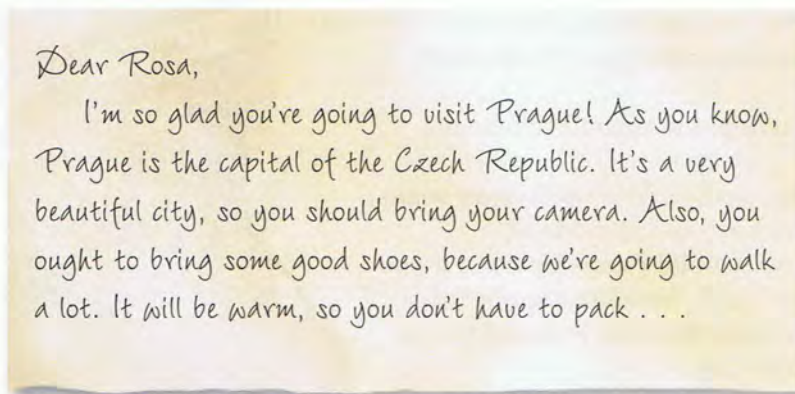 Dear Rosa,
I'm so glad you're going to visit Prague! As you know,
Prague is the capital of the Czech Republic. It's a very
beautiful city, so you should bring your camera. Also, you
ought to bring some good shoes, because we're going to walk
a lot. It will be warm, so you don't have to pack . . .